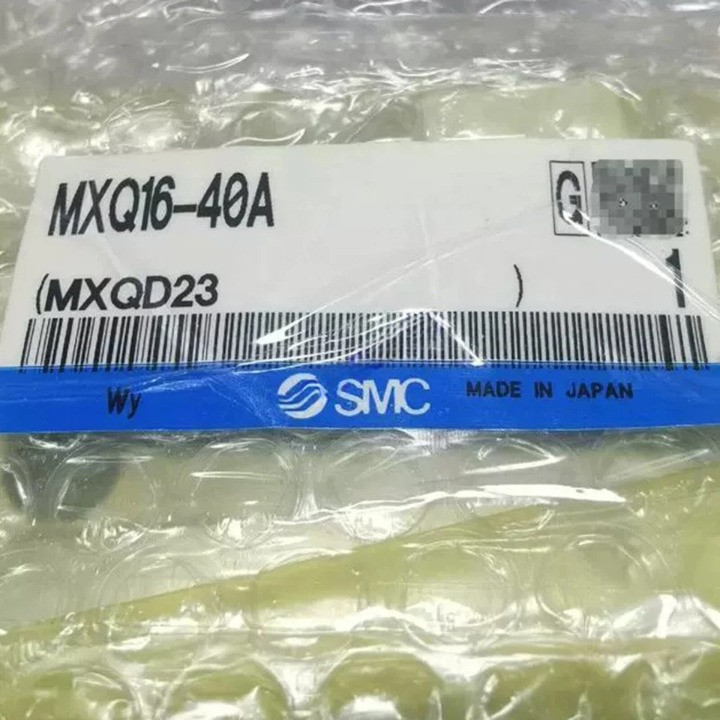 MXQ16-40A
G
(MXQD23 )
1
Wy SMC MADE IN JAPAN